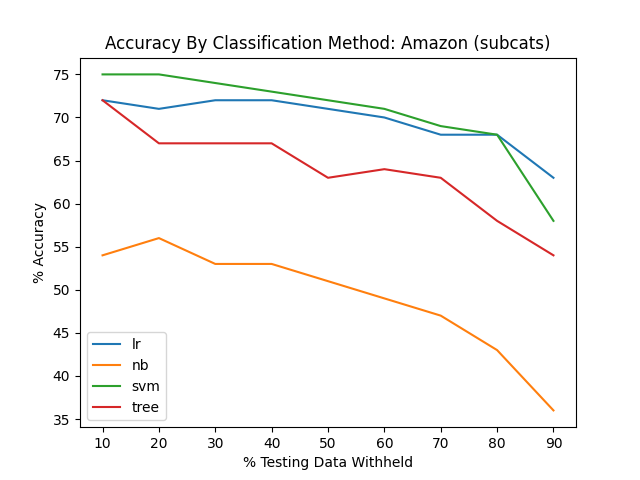 Accuracy By Classification Method: Amazon (subcats)
75
70
65
60
55
50
45
40
35
% Accuracy
lr
nb
svm
tree
10 20 30 40 50 60 70 80 90
% Testing Data Withheld